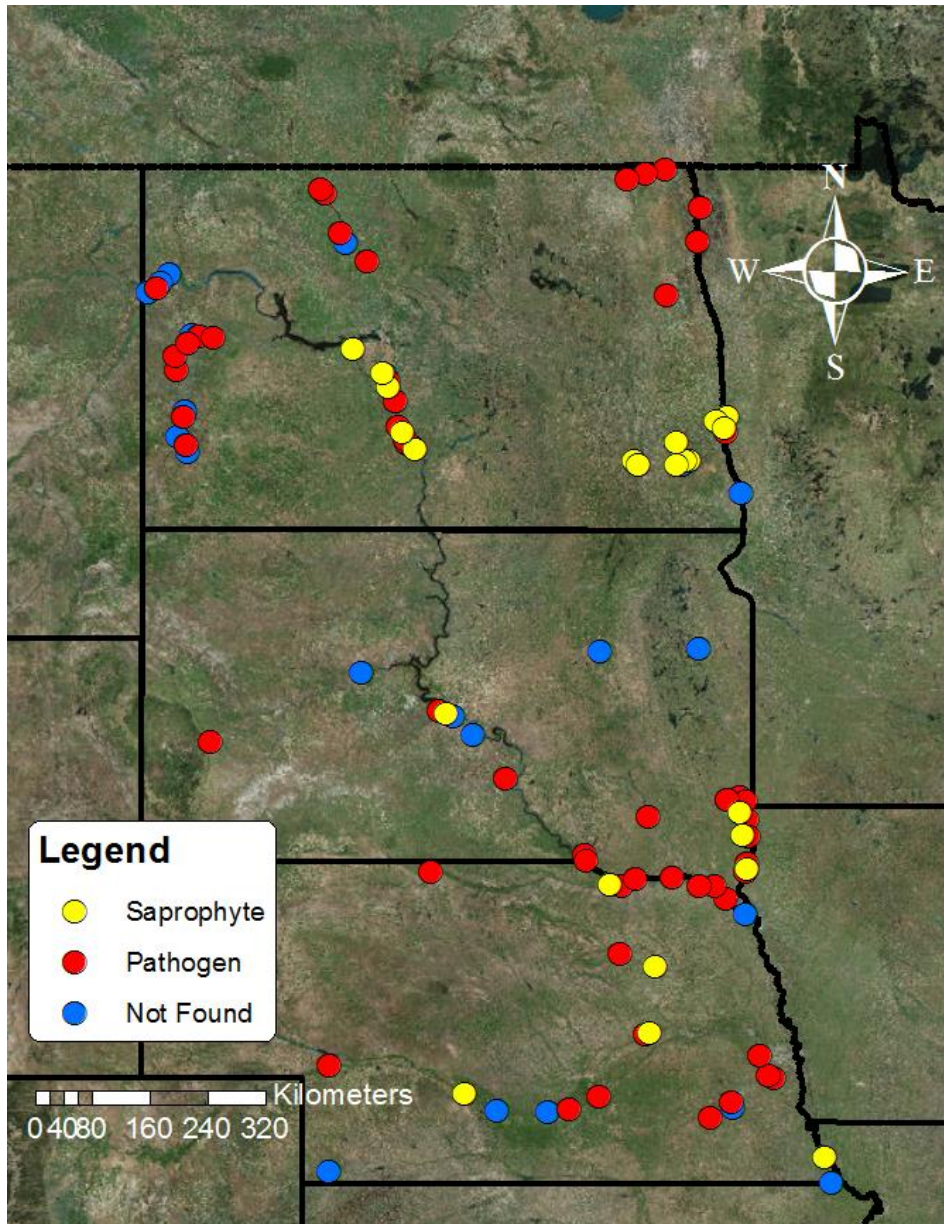 N
W E
S
Legend
Saprophyte
Pathogen
Not Found
Kilometers
0 40 80 160 240 320